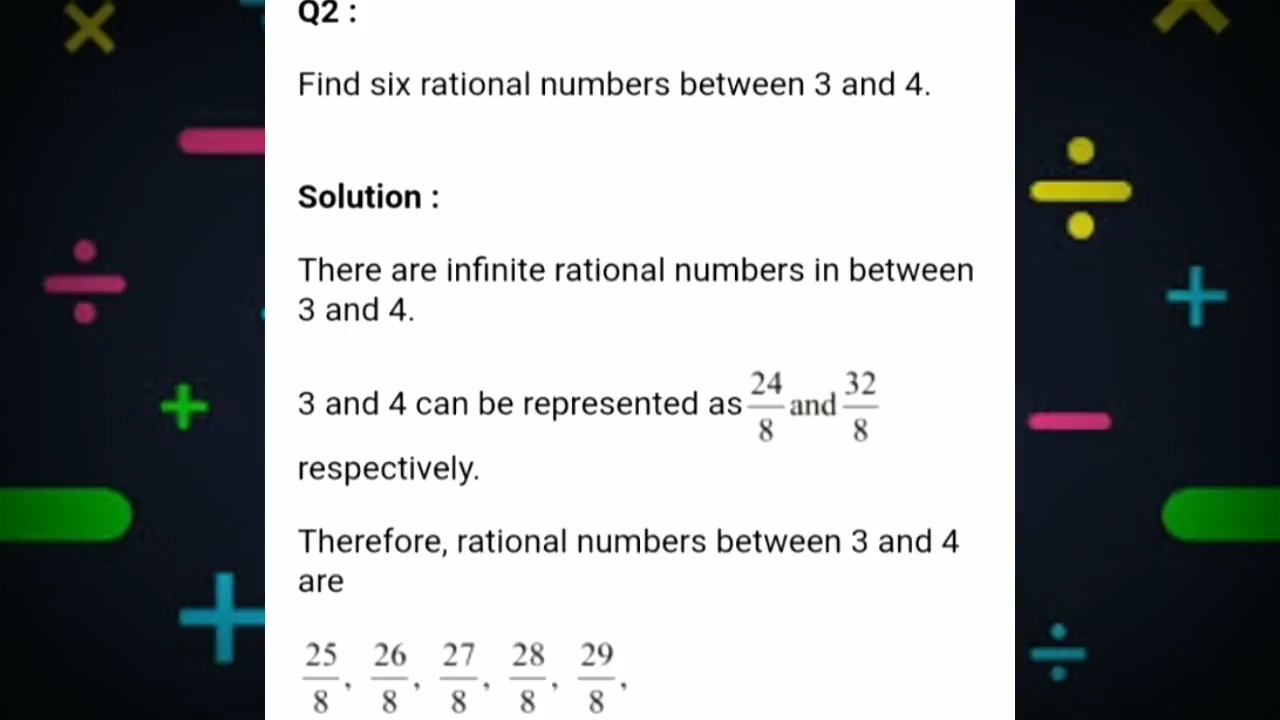 Q2 :
Find six rational numbers between 3 and 4.
Solution :
There are infinite rational numbers in between
3 and 4.
3 and 4 can be represented as 24/8 and 32/8
respectively.
Therefore, rational numbers between 3 and 4
are
25/8, 26/8, 27/8, 28/8, 29/8,